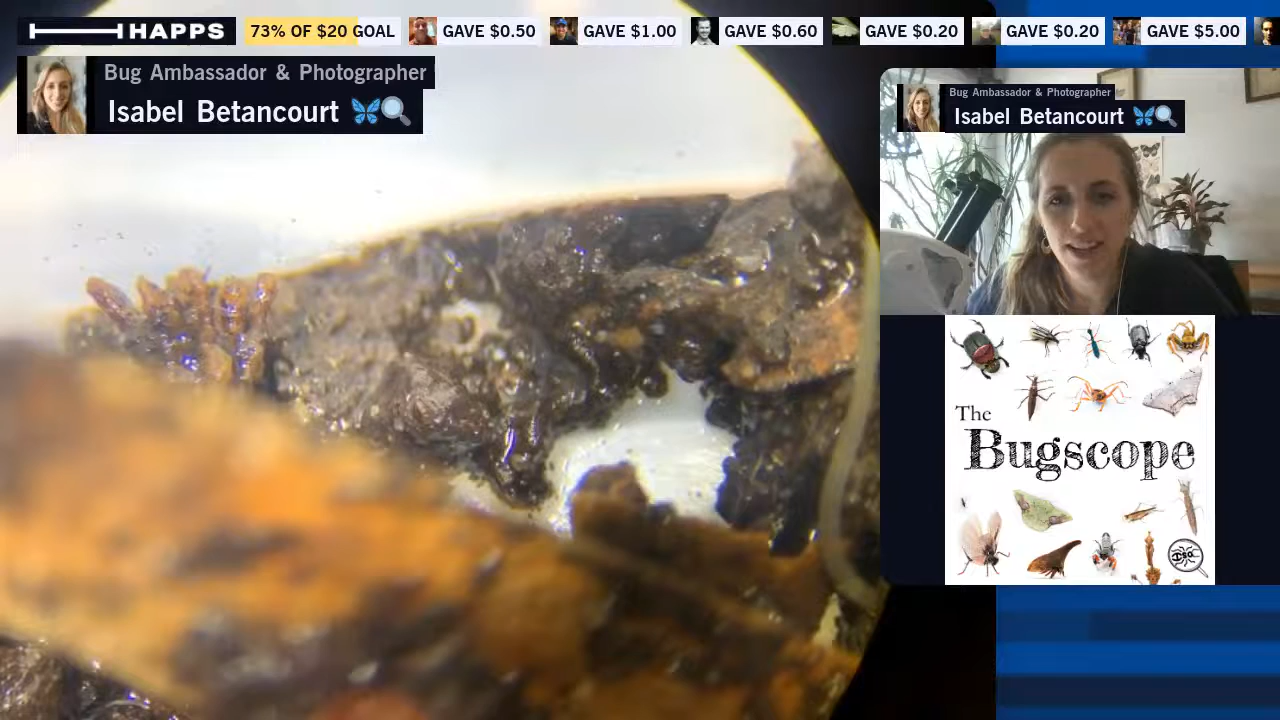 HAPPS
73% OF $20 GOAL
GAVE $0.50
GAVE $1.00
GAVE $0.60
GAVE $0.20
GAVE $0.20
GAVE $5.00
Bug Ambassador & Photographer
Isabel Betancourt 🦋🔍
Bug Ambassador & Photographer
Isabel Betancourt 🦋🔍
The
Bugscope